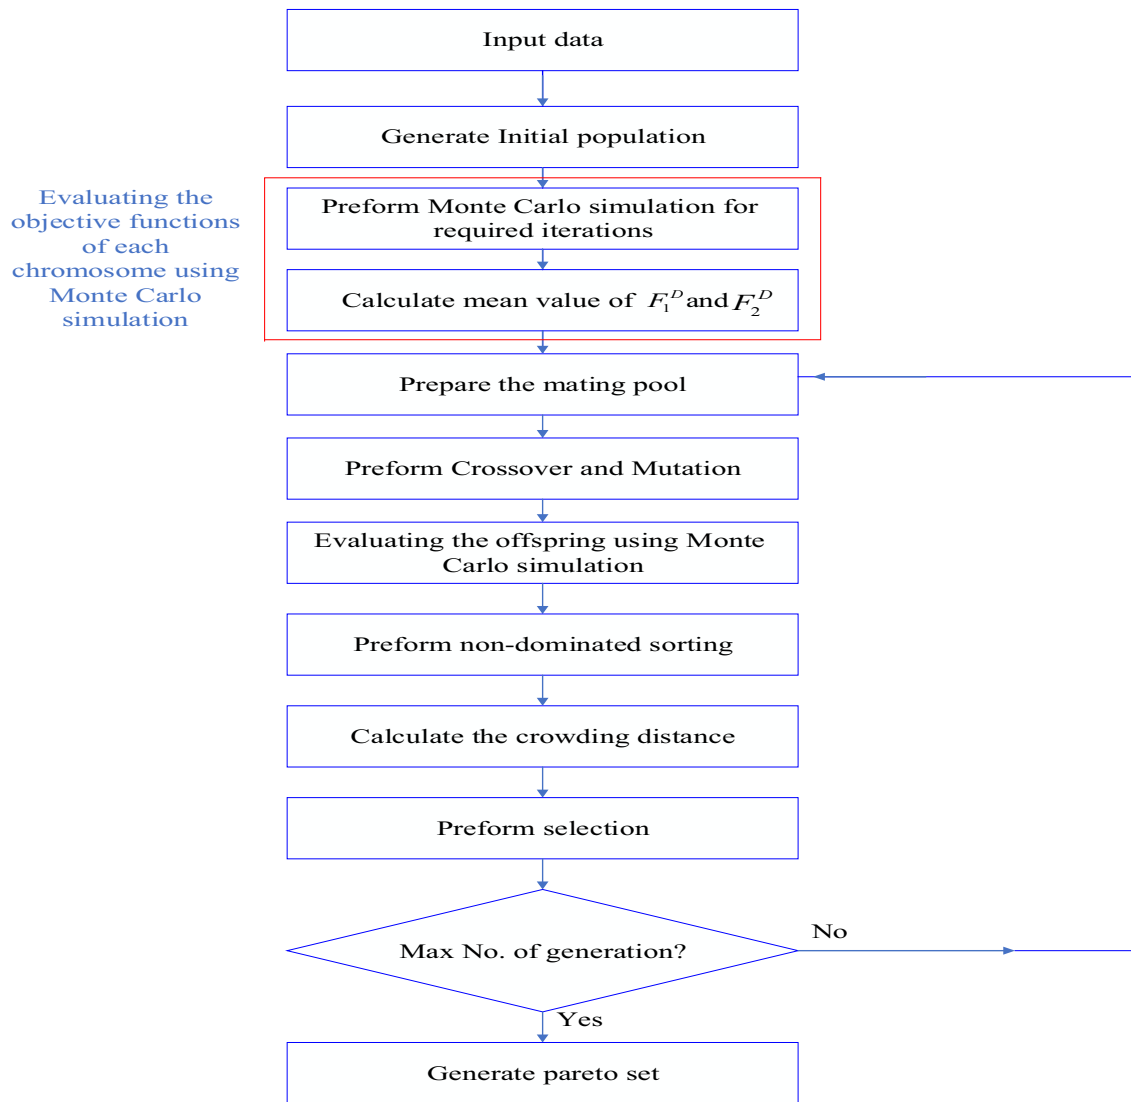 Input data
Generate Initial population
Evaluating the
objective functions
of each
chromosome using
Monte Carlo
simulation
Preform Monte Carlo simulation for
required iterations
Calculate mean value of F_1^D and F_2^D
Prepare the mating pool
Preform Crossover and Mutation
Evaluating the offspring using Monte
Carlo simulation
Preform non-dominated sorting
Calculate the crowding distance
Preform selection
Max No. of generation?
No
Yes
Generate pareto set